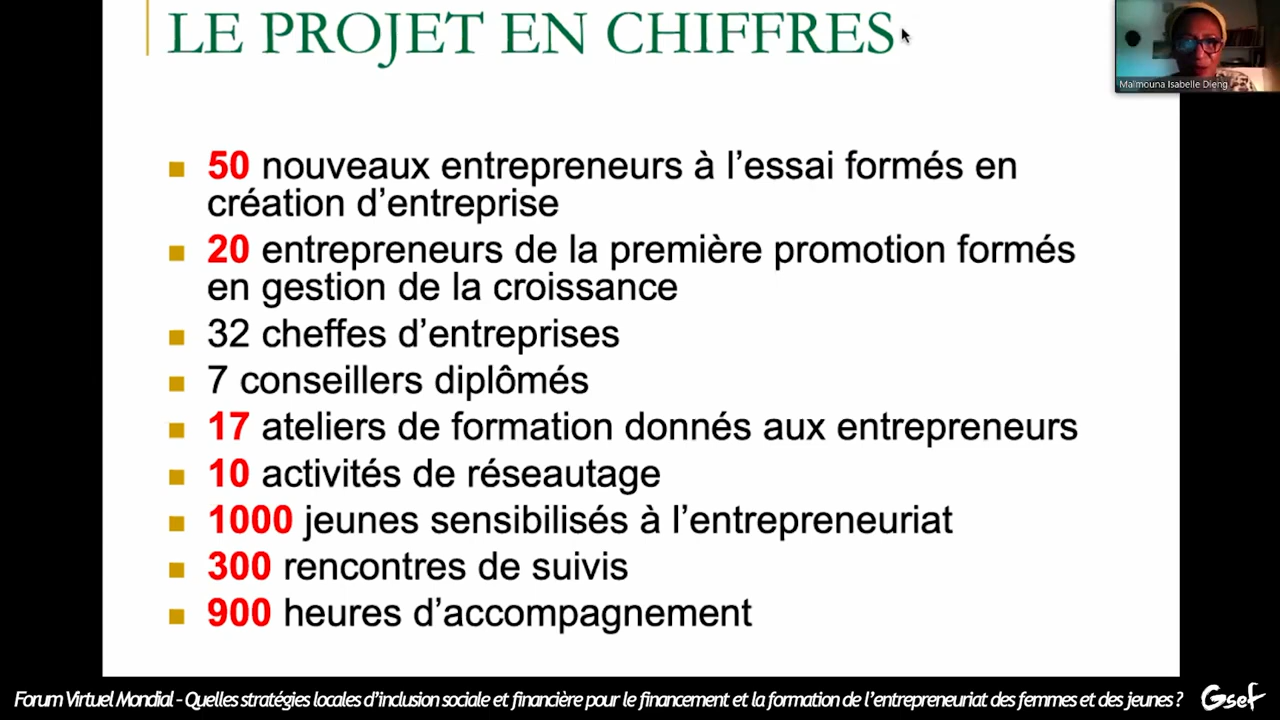 LE PROJET EN CHIFFRES
Maïmouna Isabelle Dieng
50 nouveaux entrepreneurs à l’essai formés en
création d’entreprise
20 entrepreneurs de la première promotion formés
en gestion de la croissance
32 cheffes d’entreprises
7 conseillers diplômés
17 ateliers de formation donnés aux entrepreneurs
10 activités de réseautage
1000 jeunes sensibilisés à l’entrepreneuriat
300 rencontres de suivis
900 heures d’accompagnement
Forum Virtuel Mondial - Quelles stratégies locales d’inclusion sociale et financière pour le financement et la formation de l’entrepreneuriat des femmes et des jeunes ?
Gsef